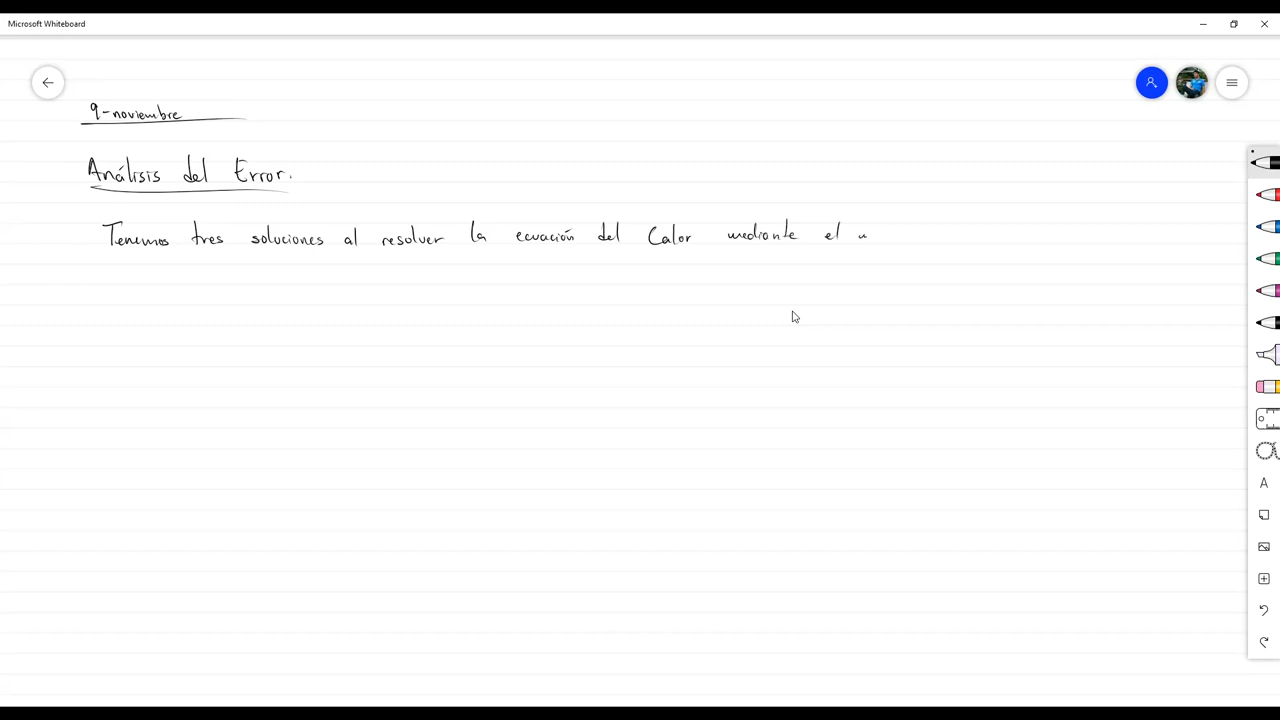 Microsoft Whiteboard
9-noviembre
Análisis del Error.
Tenemos tres soluciones al resolver la ecuación del Calor mediante el
A